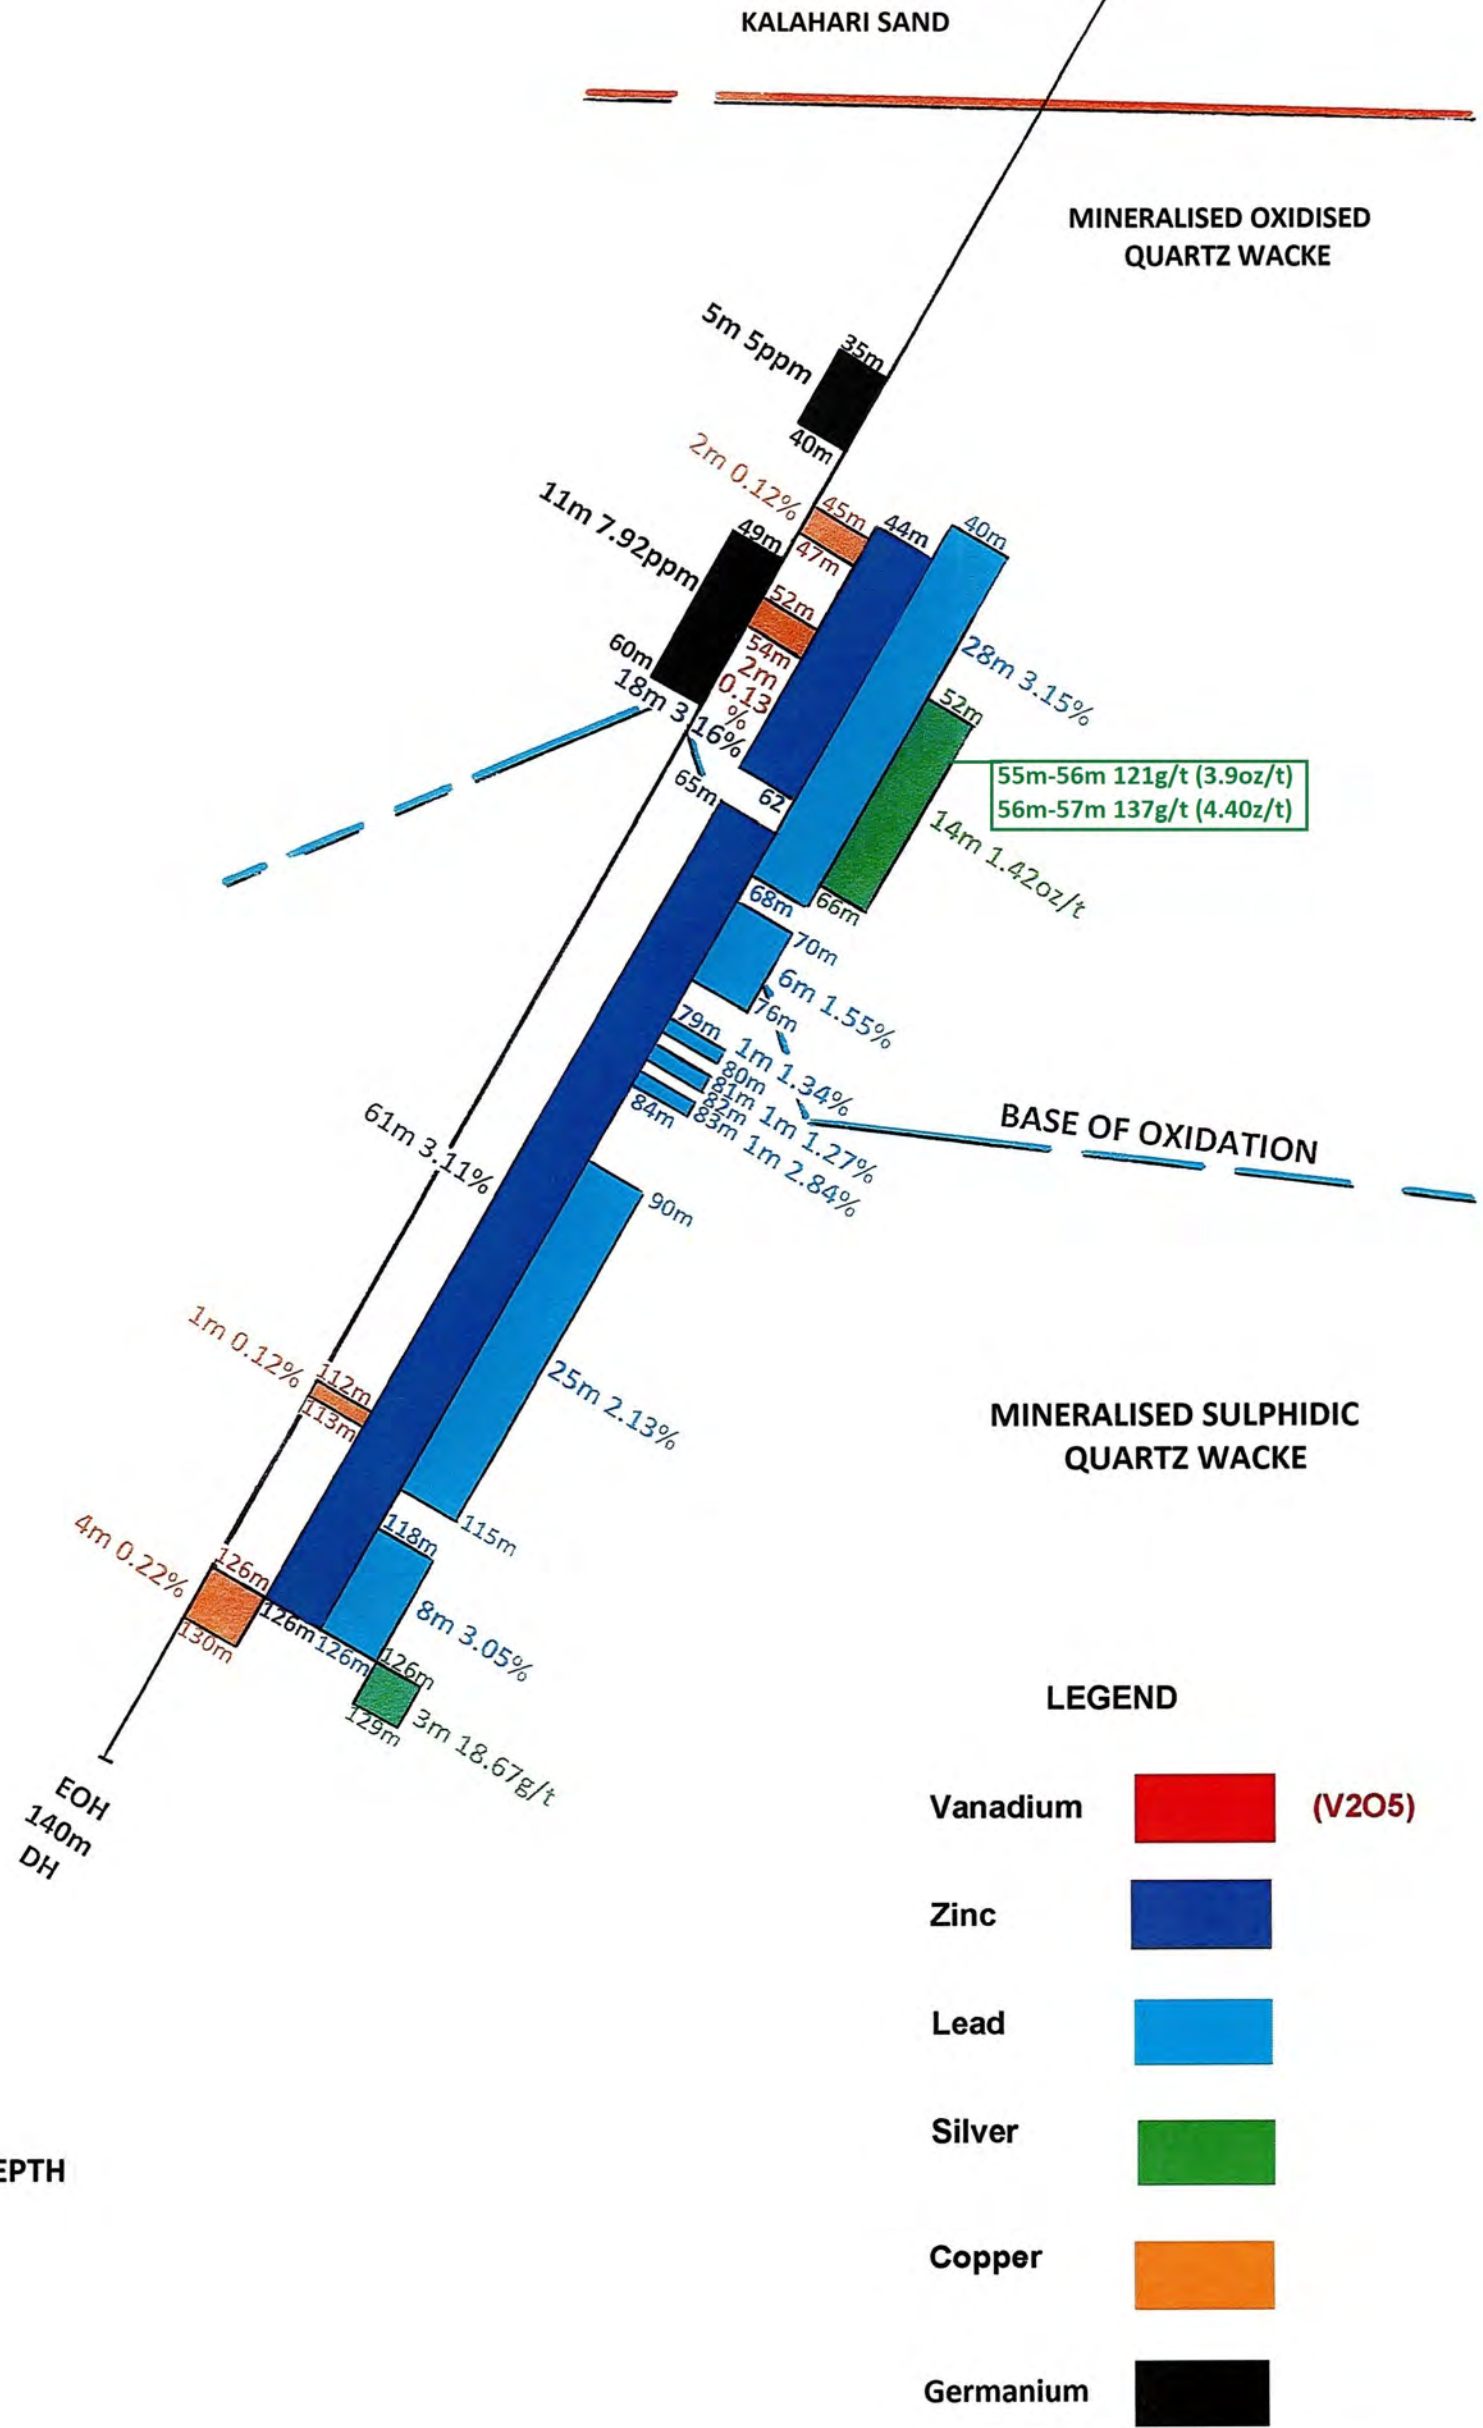 KALAHARI SAND
MINERALISED OXIDISED
QUARTZ WACKE
5m 5ppm
35m
40m
2m 0.12%
45m
47m
44m
40m
11m 7.92ppm
49m
60m
52m
54m
2m
0.13
%
18m 3.16%
28m 3.15%
52m
55m-56m 121g/t (3.9oz/t)
56m-57m 137g/t (4.40z/t)
14m 1.42oz/t
65m
62
68m
66m
70m
6m 1.55%
76m
79m
1m 1.34%
80m
81m 1m 1.27%
82m
83m 1m 2.84%
84m
BASE OF OXIDATION
61m 3.11%
90m
25m 2.13%
115m
1m 0.12%
112m
113m
MINERALISED SULPHIDIC
QUARTZ WACKE
118m
8m 3.05%
4m 0.22%
126m
130m
126m
126m
126m
129m
3m 18.67g/t
EOH
140m
DH
LEGEND
Vanadium (V2O5)
Zinc
Lead
Silver
EPTH
Copper
Germanium